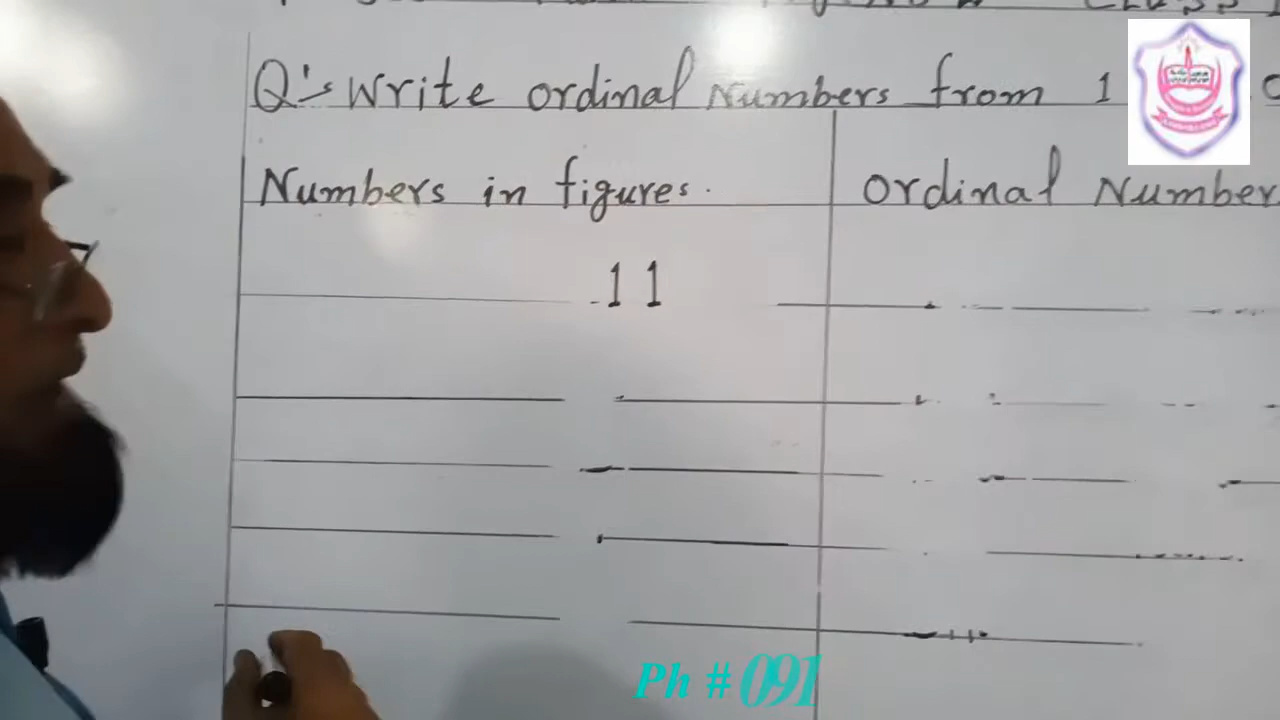 Q's Write ordinal Numbers from 1
Numbers in figures.
Ordinal Number
11
Ph # 091